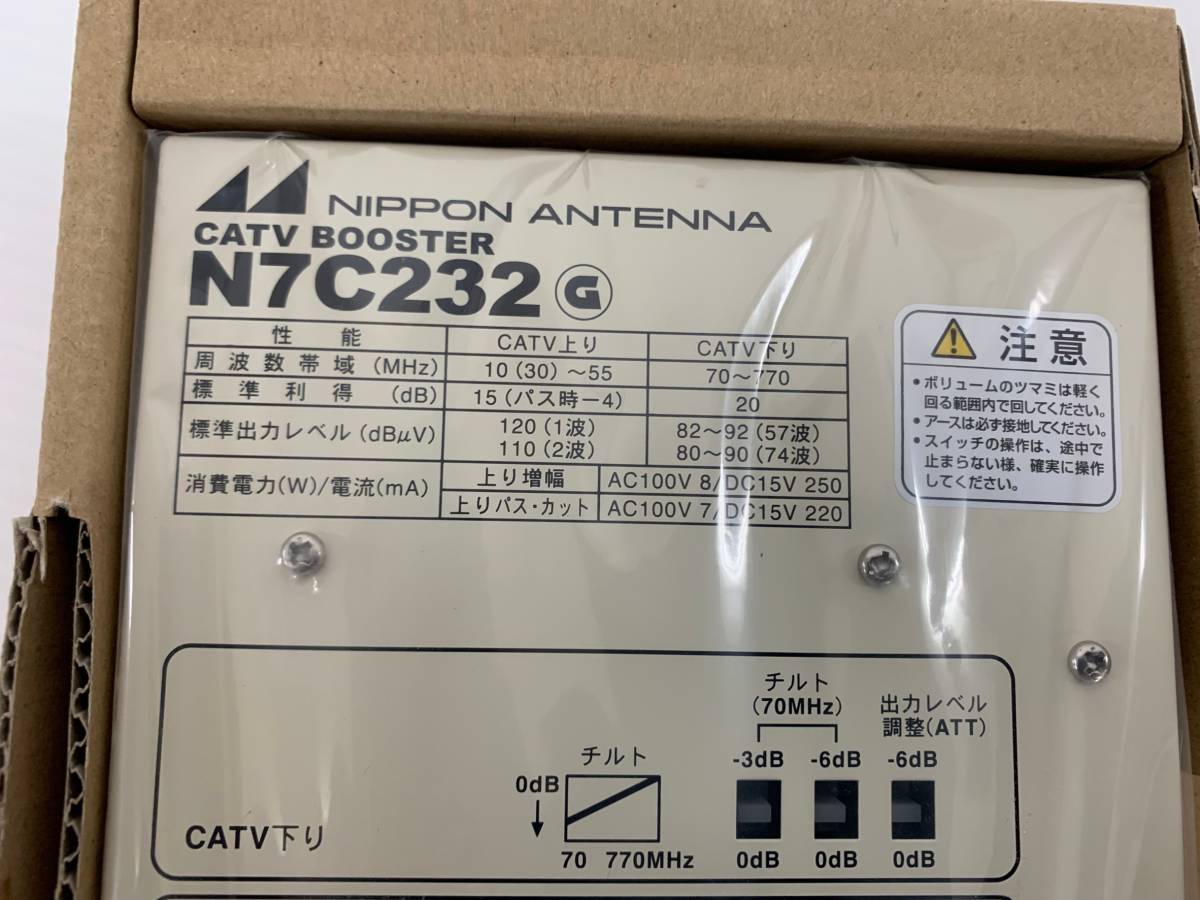 NIPPON ANTENNA
CATV BOOSTER
N7C232 G
性能 CATV上り CATV下り
周波数帯域(MHz) 10(30)～55 70～770
標準利得(dB) 15(パス時－4) 20
標準出力レベル(dBμV) 120(1波) 82～92(57波)
110(2波) 80～90(74波)
消費電力(W)/電流(mA) 上り増幅 AC100V 8/DC15V 250
上りパス・カット AC100V 7/DC15V 220
注意
•ボリュームのツマミは軽く
回る範囲内で回してください。
•アースは必ず接地してください。
•スイッチの操作は、途中で
止まらない様、確実に操作
してください。
チルト
(70MHz)
出力レベル
調整(ATT)
チルト
-3dB -6dB -6dB
0dB
CATV下り
70 770MHz
0dB 0dB 0dB